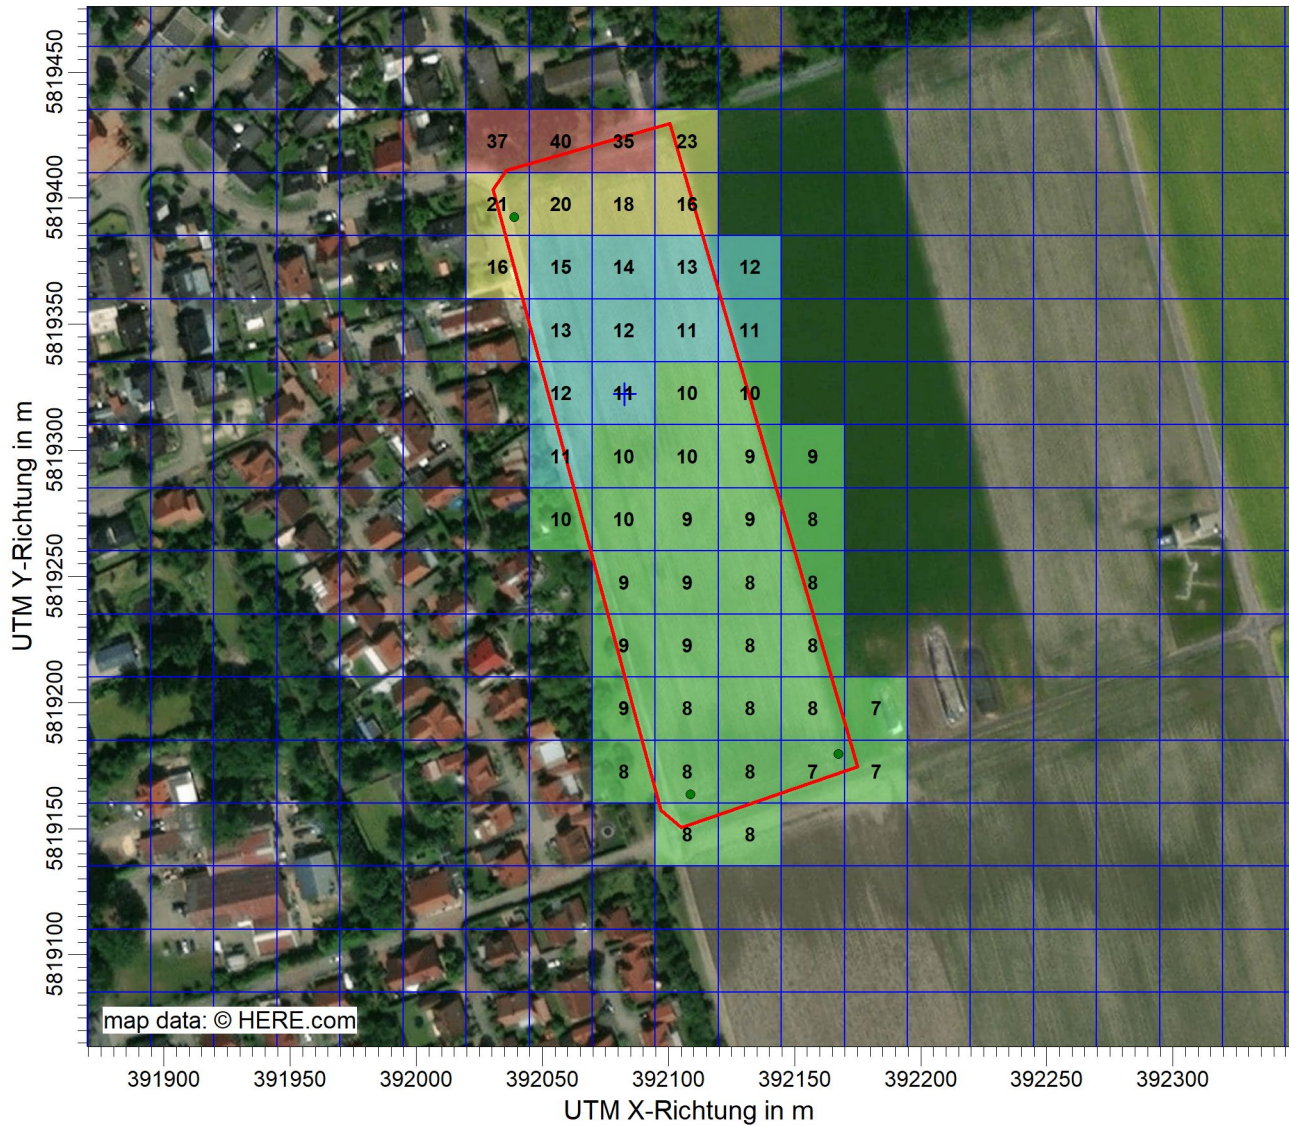 5819450
5819400
5819350
5819300
5819250
5819200
5819150
5819100
5819050
UTM Y-Richtung in m
37 40 35 23
21 20 18 16
16 15 14 13 12
13 12 11 11
12 11 10 10
11 10 10 9 9
10 10 9 9 8
9 9 8 8
9 9 8 8
9 8 8 8 7
8 8 8 7 7
8 8
map data: © HERE.com
391900 391950 392000 392050 392100 392150 392200 392250 392300
UTM X-Richtung in m